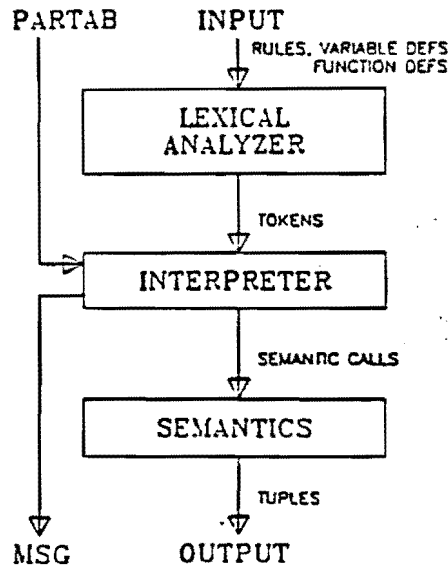 PARTAB
INPUT
RULES, VARIABLE DEFS
FUNCTION DEFS
LEXICAL
ANALYZER
TOKENS
INTERPRETER
SEMANTIC CALLS
SEMANTICS
TUPLES
MSG
OUTPUT